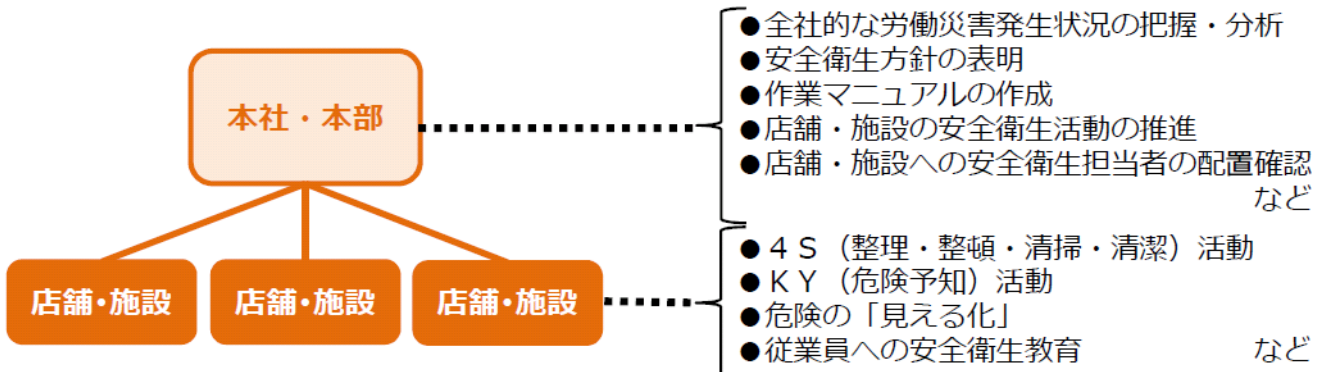 本社・本部
●全社的な労働災害発生状況の把握・分析
●安全衛生方針の表明
●作業マニュアルの作成
●店舗・施設の安全衛生活動の推進
●店舗・施設への安全衛生担当者の配置確認
など
店舗・施設
店舗・施設
店舗・施設
●４Ｓ（整理・整頓・清掃・清潔）活動
●ＫＹ（危険予知）活動
●危険の「見える化」
●従業員への安全衛生教育 など